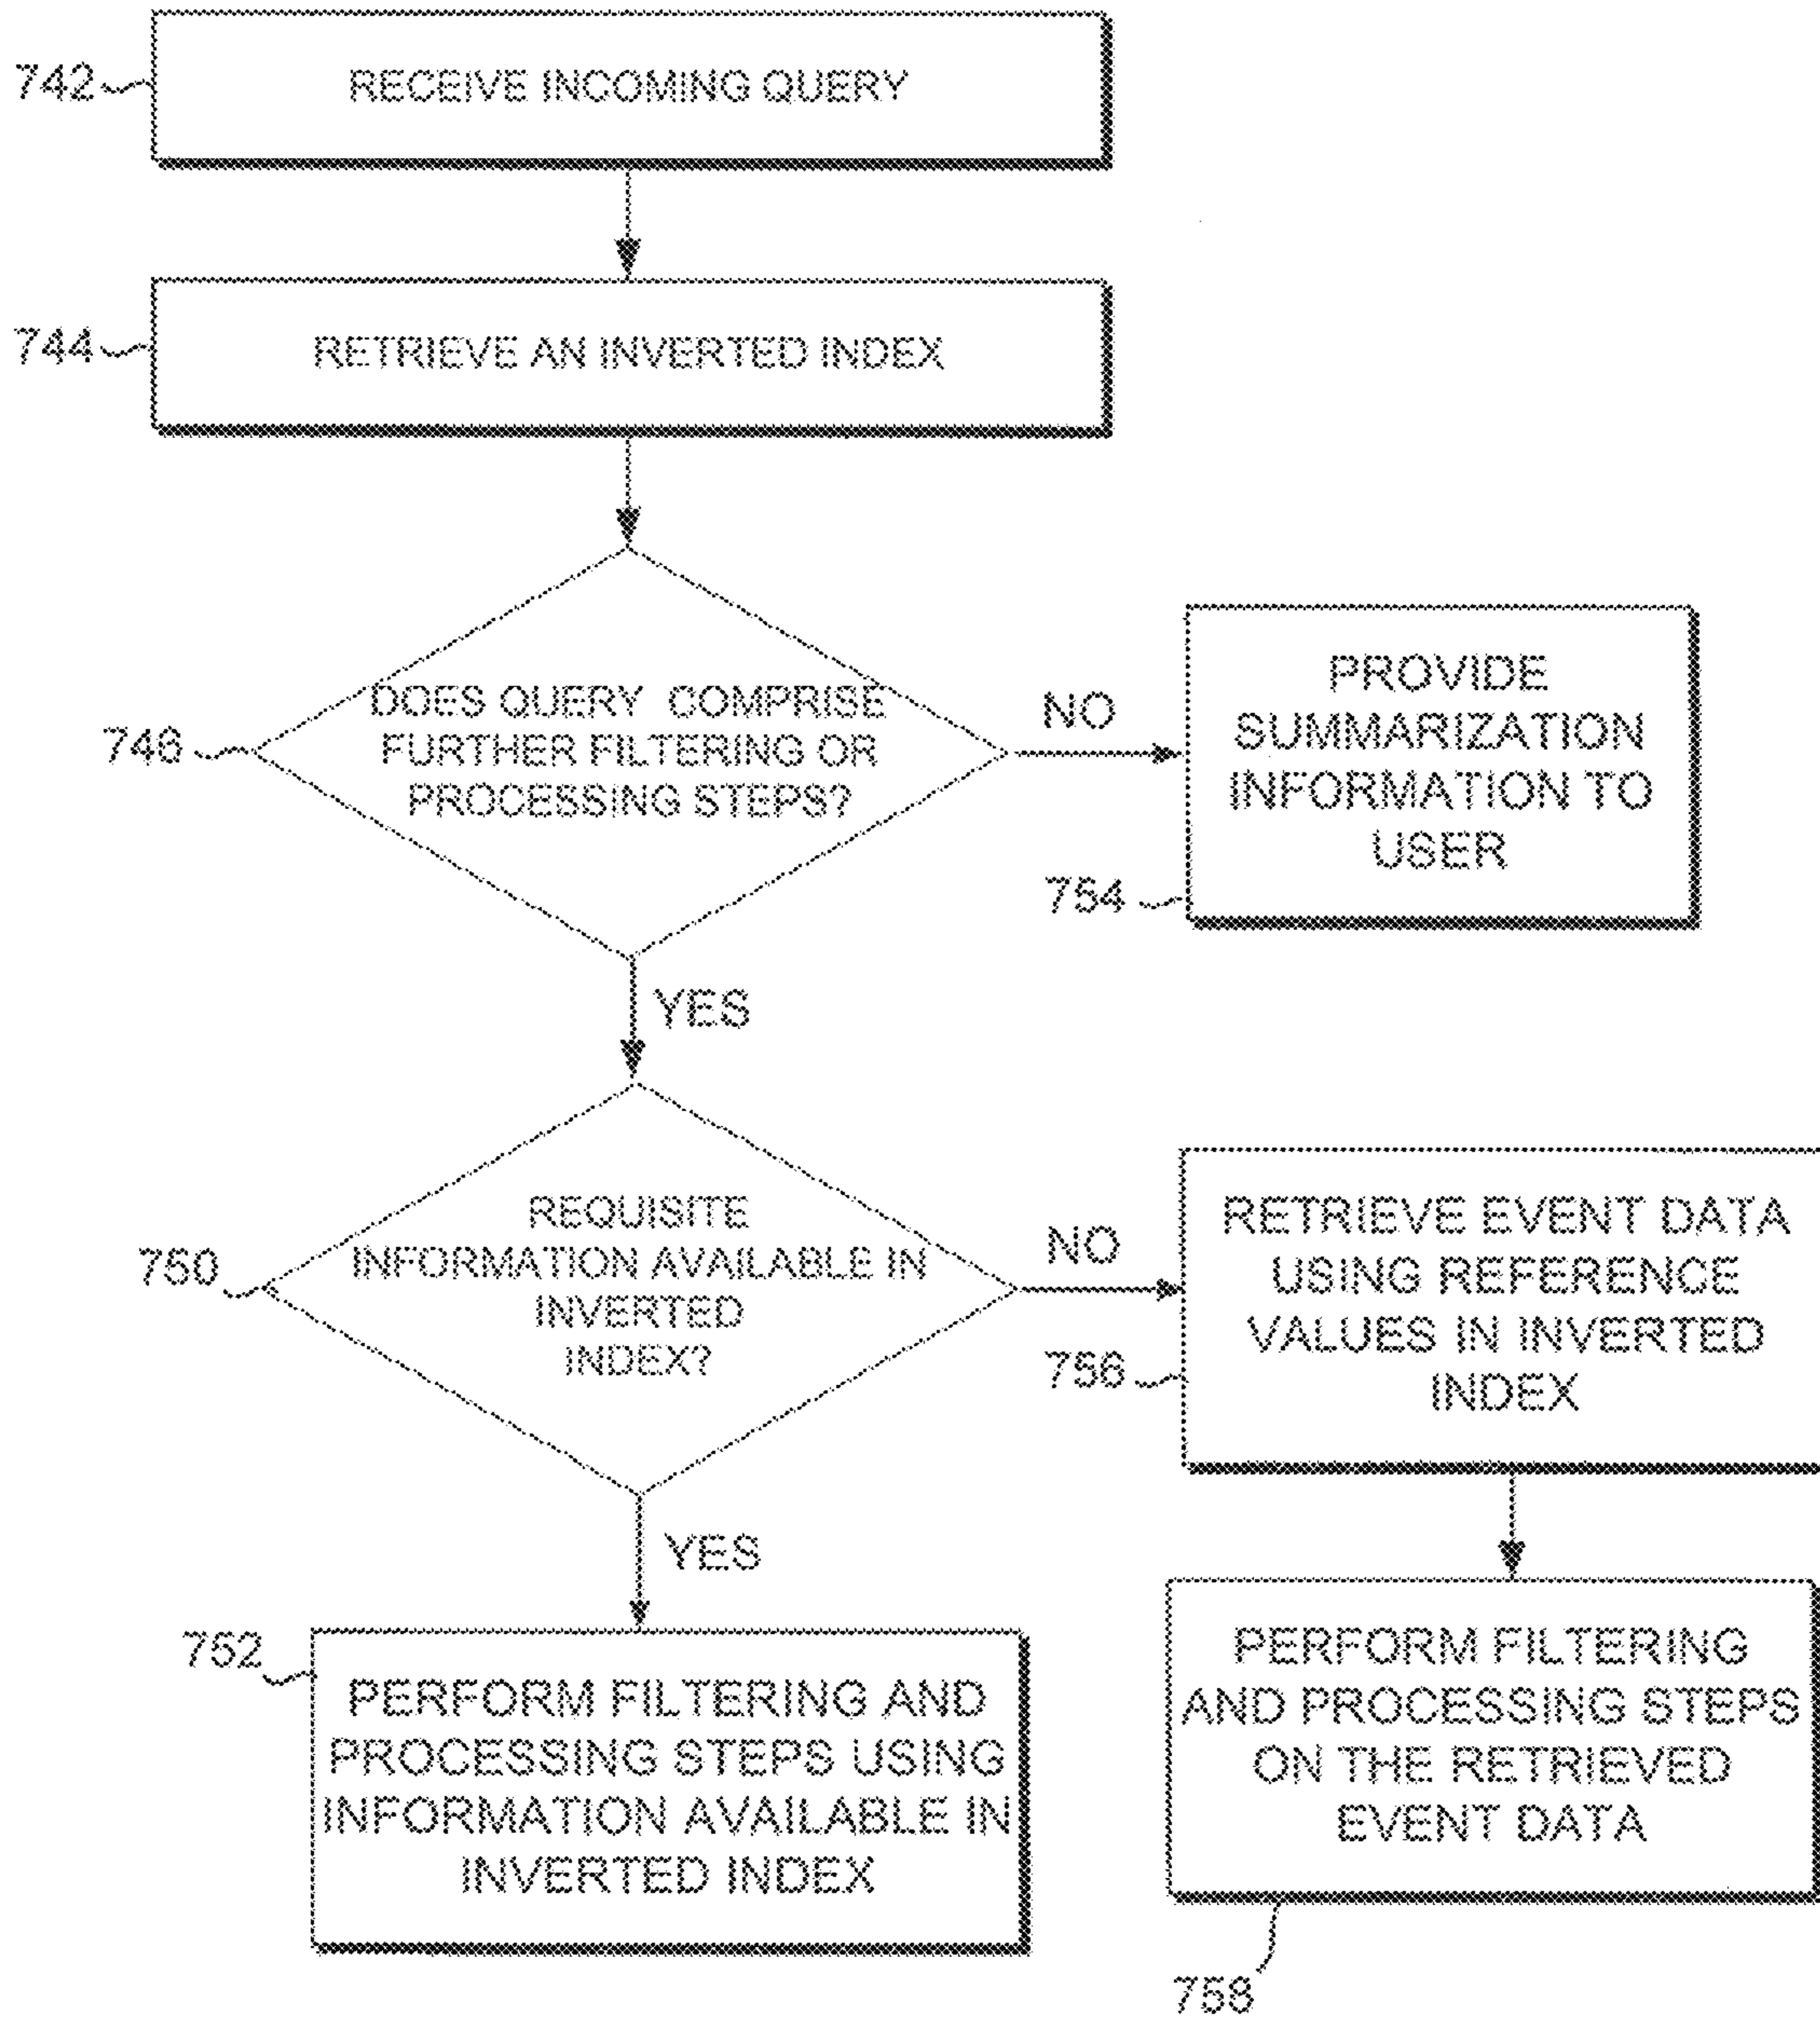 742
RECEIVE INCOMING QUERY
744
RETRIEVE AN INVERTED INDEX
746
DOES QUERY COMPRISE
FURTHER FILTERING OR
PROCESSING STEPS?
NO
PROVIDE
SUMMARIZATION
INFORMATION TO
USER
754
YES
750
REQUISITE
INFORMATION AVAILABLE IN
INVERTED
INDEX?
NO
RETRIEVE EVENT DATA
USING REFERENCE
VALUES IN INVERTED
INDEX
756
YES
752
PERFORM FILTERING AND
PROCESSING STEPS USING
INFORMATION AVAILABLE IN
INVERTED INDEX
PERFORM FILTERING
AND PROCESSING STEPS
ON THE RETRIEVED
EVENT DATA
758